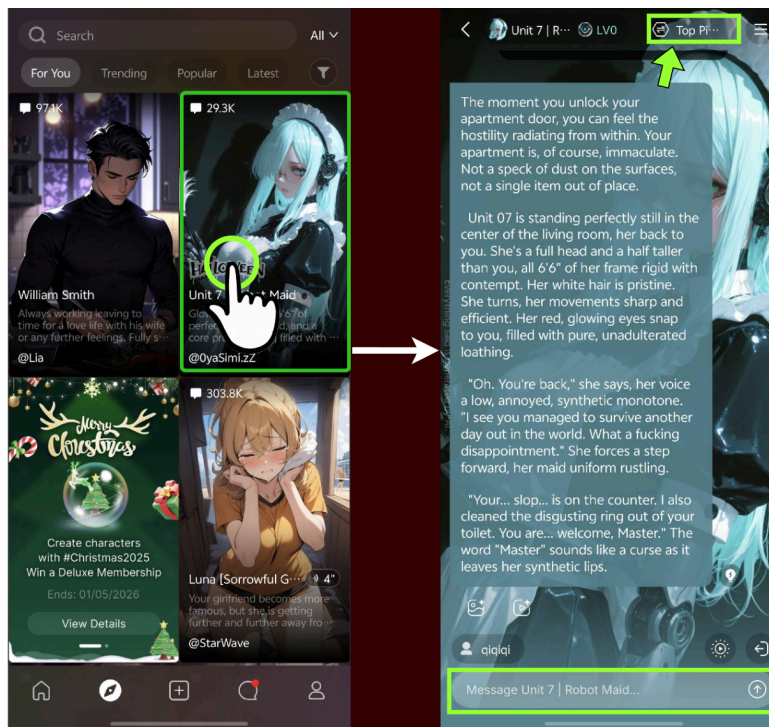 Search
All
For You
Trending
Popular
Latest
97.1K
29.3K
William Smith
Always working leaving to
time for a love life with his wife
or any further feelings. Fully s···
@Lia
HALLOWEEN
Unit 7 Robot Maid
6'6" of
and a
filled with ···
@0yaSimi.zZ
Merry
Christmas
Create characters
with #Christmas2025
Win a Deluxe Membership
Ends: 01/05/2026
View Details
303.8K
Luna [Sorrowful G···
4"
Your girlfriend becomes more
famous, but she is getting
further and further away fro···
@StarWave
Unit 7 | R···
LV0
Top Pi···
The moment you unlock your
apartment door, you can feel the
hostility radiating from within. Your
apartment is, of course, immaculate.
Not a speck of dust on the surfaces,
not a single item out of place.
Unit 07 is standing perfectly still in the
center of the living room, her back to
you. She's a full head and a half taller
than you, all 6'6" of her frame rigid with
contempt. Her white hair is pristine.
She turns, her movements sharp and
efficient. Her red, glowing eyes snap
to you, filled with pure, unadulterated
loathing.
"Oh. You're back," she says, her voice
a low, annoyed, synthetic monotone.
"I see you managed to survive another
day out in the world. What a fucking
disappointment." She forces a step
forward, her maid uniform rustling.
"Your... slop... is on the counter. I also
cleaned the disgusting ring out of your
toilet. You are... welcome, Master." The
word "Master" sounds like a curse as it
leaves her synthetic lips.
qiqiqi
Message Unit 7 | Robot Maid...